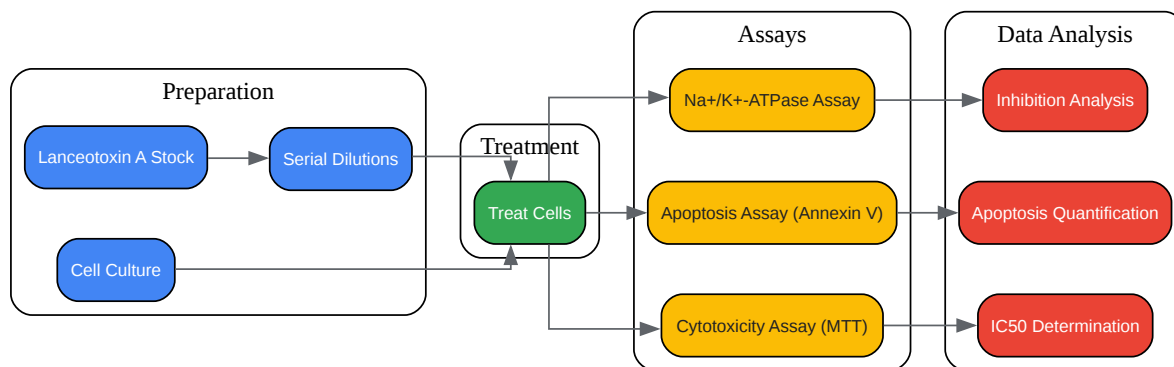 Preparation
Lanceotoxin A Stock
Serial Dilutions
Cell Culture
Treatment
Treat Cells
Assays
Na+/K+-ATPase Assay
Apoptosis Assay (Annexin V)
Cytotoxicity Assay (MTT)
Data Analysis
Inhibition Analysis
Apoptosis Quantification
IC50 Determination